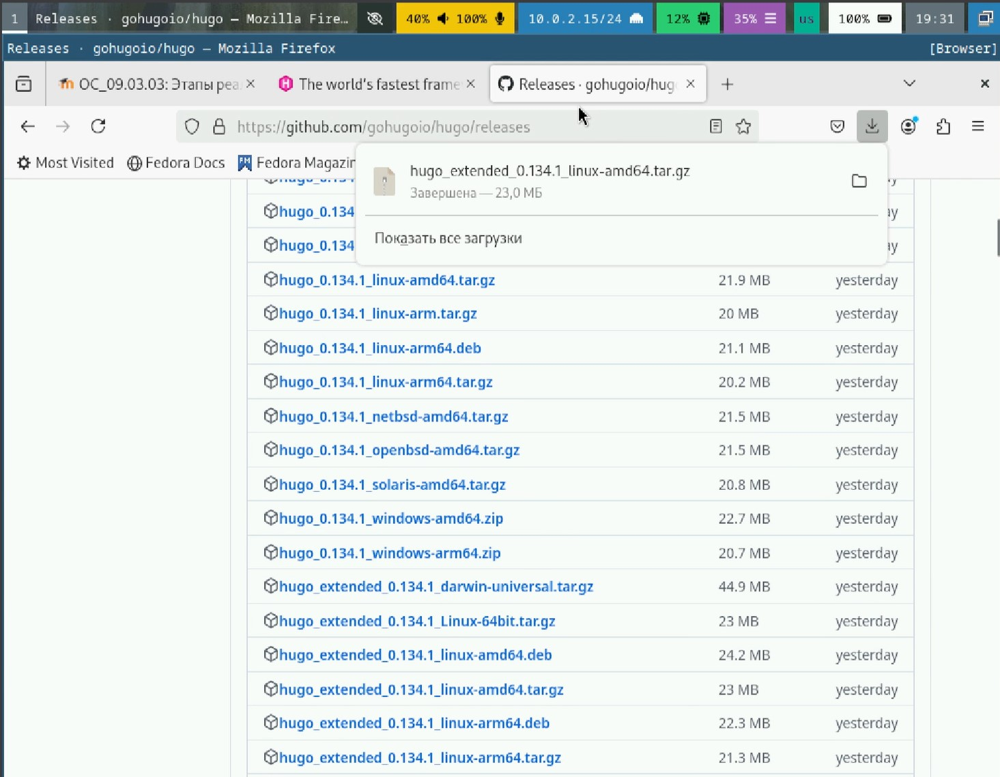 1 Releases · gohugoio/hugo — Mozilla Fire… 40% 100% 10.0.2.15/24 12% 35% us 100% 19:31
Releases · gohugoio/hugo — Mozilla Firefox [Browser]
ОС_09.03.03: Этапы реа The world's fastest frame Releases · gohugoio/hug
https://github.com/gohugoio/hugo/releases
Most Visited Fedora Docs Fedora Magazin
hugo_extended_0.134.1_linux-amd64.tar.gz
Завершена — 23,0 МБ
Показать все загрузки
hugo_0.134
hugo_0.134
hugo_0.134.1_linux-amd64.tar.gz 21.9 MB yesterday
hugo_0.134.1_linux-arm.tar.gz 20 MB yesterday
hugo_0.134.1_linux-arm64.deb 21.1 MB yesterday
hugo_0.134.1_linux-arm64.tar.gz 20.2 MB yesterday
hugo_0.134.1_netbsd-amd64.tar.gz 21.5 MB yesterday
hugo_0.134.1_openbsd-amd64.tar.gz 21.5 MB yesterday
hugo_0.134.1_solaris-amd64.tar.gz 20.8 MB yesterday
hugo_0.134.1_windows-amd64.zip 22.7 MB yesterday
hugo_0.134.1_windows-arm64.zip 20.7 MB yesterday
hugo_extended_0.134.1_darwin-universal.tar.gz 44.9 MB yesterday
hugo_extended_0.134.1_Linux-64bit.tar.gz 23 MB yesterday
hugo_extended_0.134.1_linux-amd64.deb 24.2 MB yesterday
hugo_extended_0.134.1_linux-amd64.tar.gz 23 MB yesterday
hugo_extended_0.134.1_linux-arm64.deb 22.3 MB yesterday
hugo_extended_0.134.1_linux-arm64.tar.gz 21.3 MB yesterday